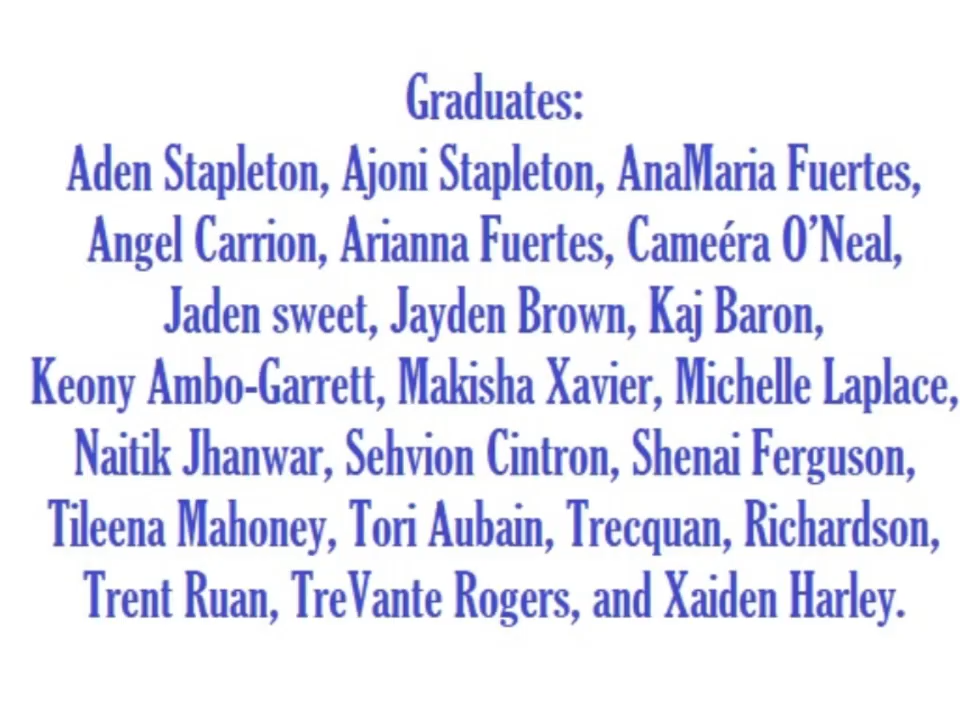 Graduates:
Aden Stapleton, Ajoni Stapleton, AnaMaria Fuertes,
Angel Carrion, Arianna Fuertes, Cameéra O’Neal,
Jaden sweet, Jayden Brown, Kaj Baron,
Keony Ambo-Garrett, Makisha Xavier, Michelle Laplace,
Naitik Jhanwar, Sehvion Cintron, Shenai Ferguson,
Tileena Mahoney, Tori Aubain, Trecquan, Richardson,
Trent Ruan, TreVante Rogers, and Xaiden Harley.